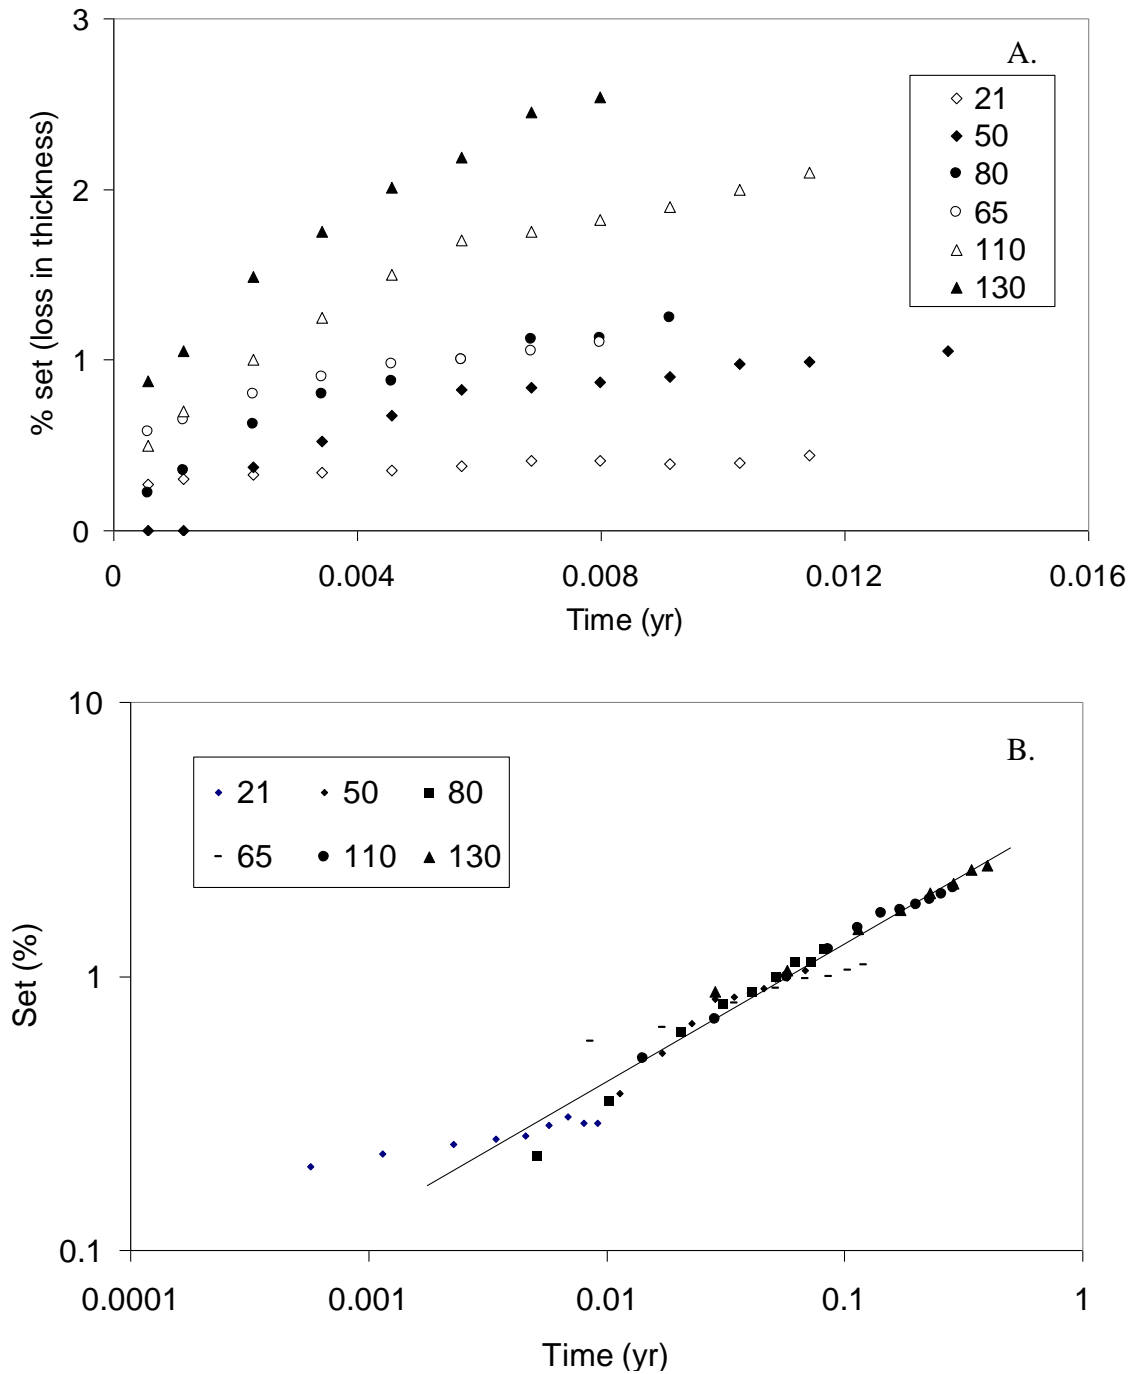 3
A.
21
50
80
65
110
130
% set (loss in thickness)
2
1
0
0 0.004 0.008 0.012 0.016
Time (yr)
10
B.
21 50 80
65 110 130
Set (%)
1
0.1
0.0001 0.001 0.01 0.1 1
Time (yr)